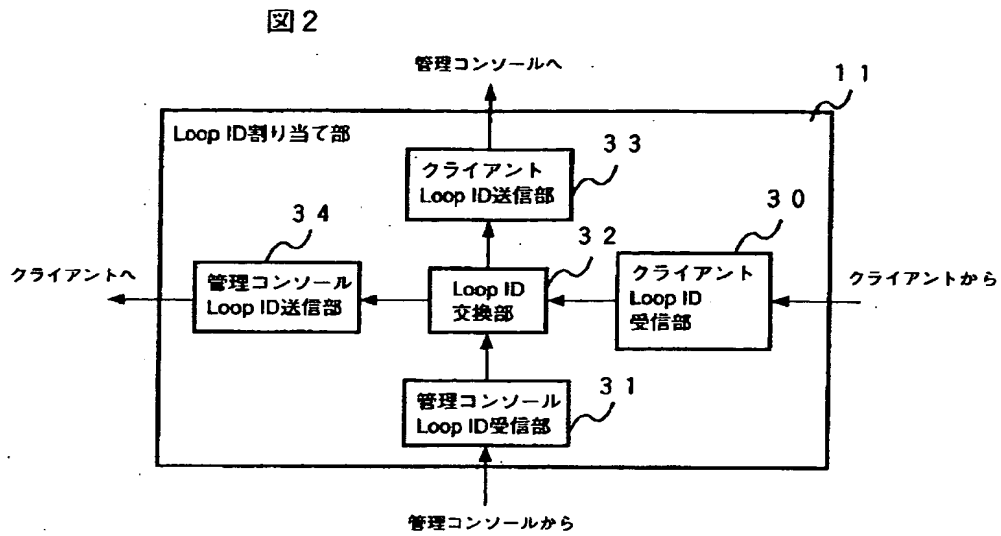 図2
管理コンソールへ
11
Loop ID割り当て部
33
クライアント
Loop ID送信部
34
32
30
クライアントへ
管理コンソール
Loop ID送信部
Loop ID
交換部
クライアント
Loop ID
受信部
クライアントから
31
管理コンソール
Loop ID受信部
管理コンソールから